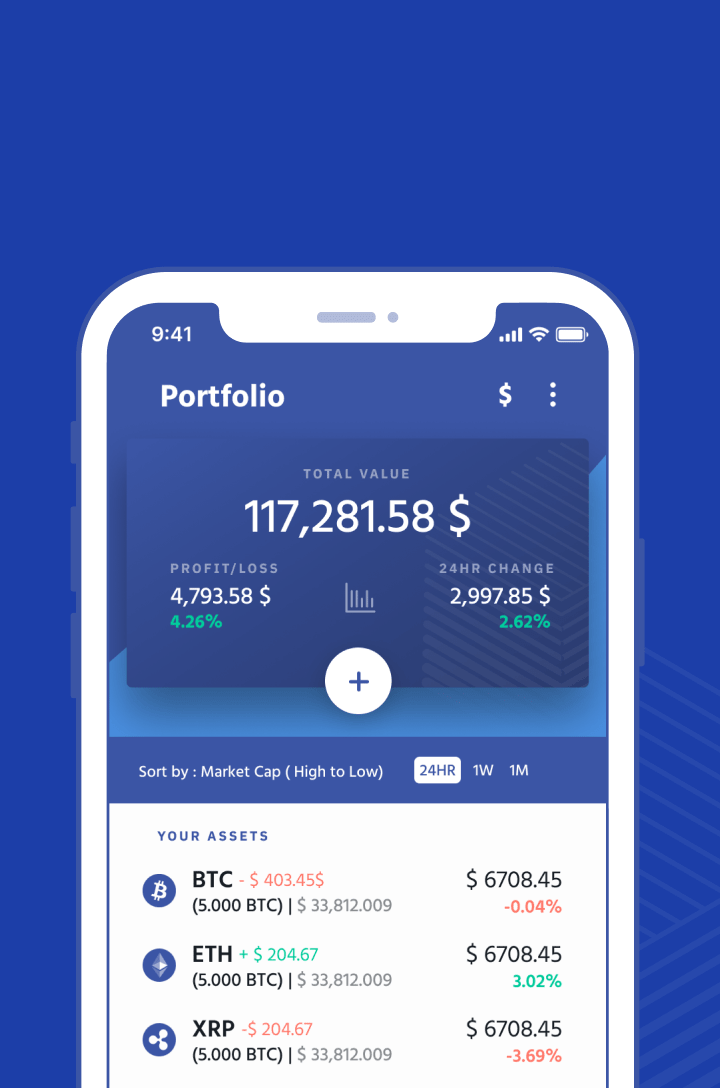 9:41
Portfolio $
TOTAL VALUE
117,281.58 $
PROFIT/LOSS 24HR CHANGE
4,793.58 $ 2,997.85 $
4.26% 2.62%
+
Sort by : Market Cap ( High to Low) 24HR 1W 1M
YOUR ASSETS
BTC - $ 403.45$ $ 6708.45
(5.000 BTC) | $ 33,812.009 -0.04%
ETH + $ 204.67 $ 6708.45
(5.000 BTC) | $ 33,812.009 3.02%
XRP -$ 204.67 $ 6708.45
(5.000 BTC) | $ 33,812.009 -3.69%